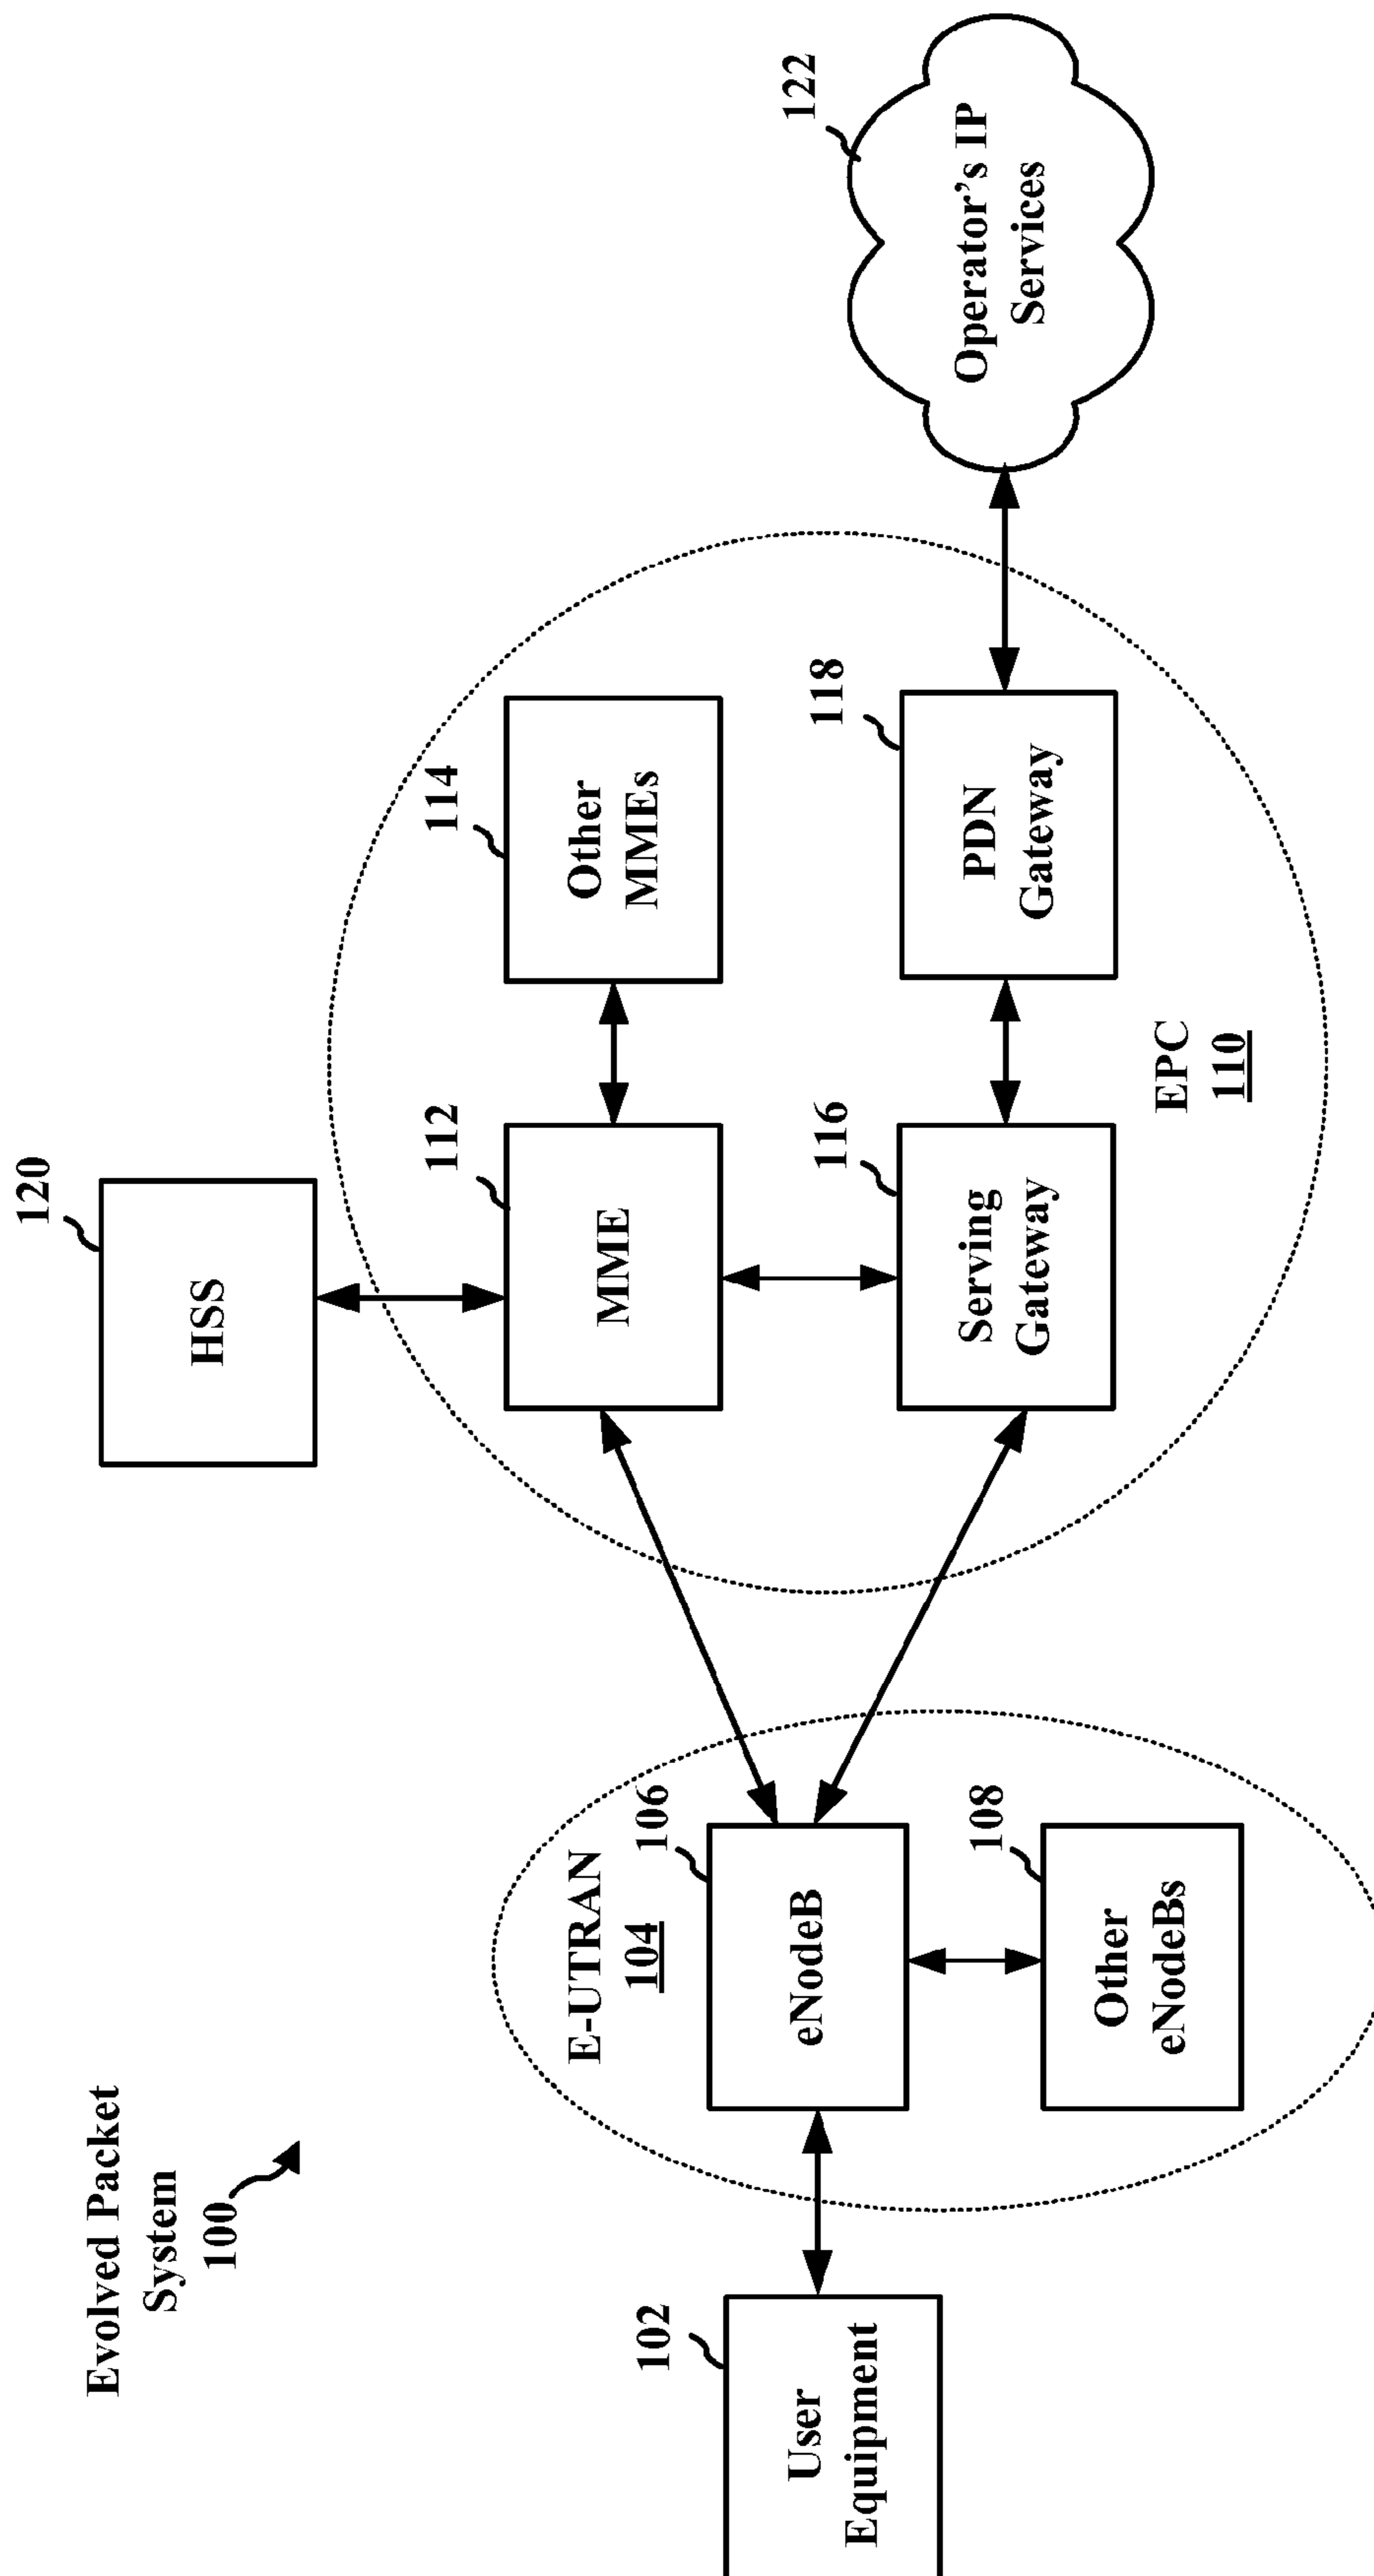 Evolved Packet
System
100
120
HSS
102
User
Equipment
E-UTRAN
104
106
eNodeB
108
Other
eNodeBs
112
MME
114
Other
MMEs
116
Serving
Gateway
118
PDN
Gateway
EPC
110
122
Operator's IP
Services